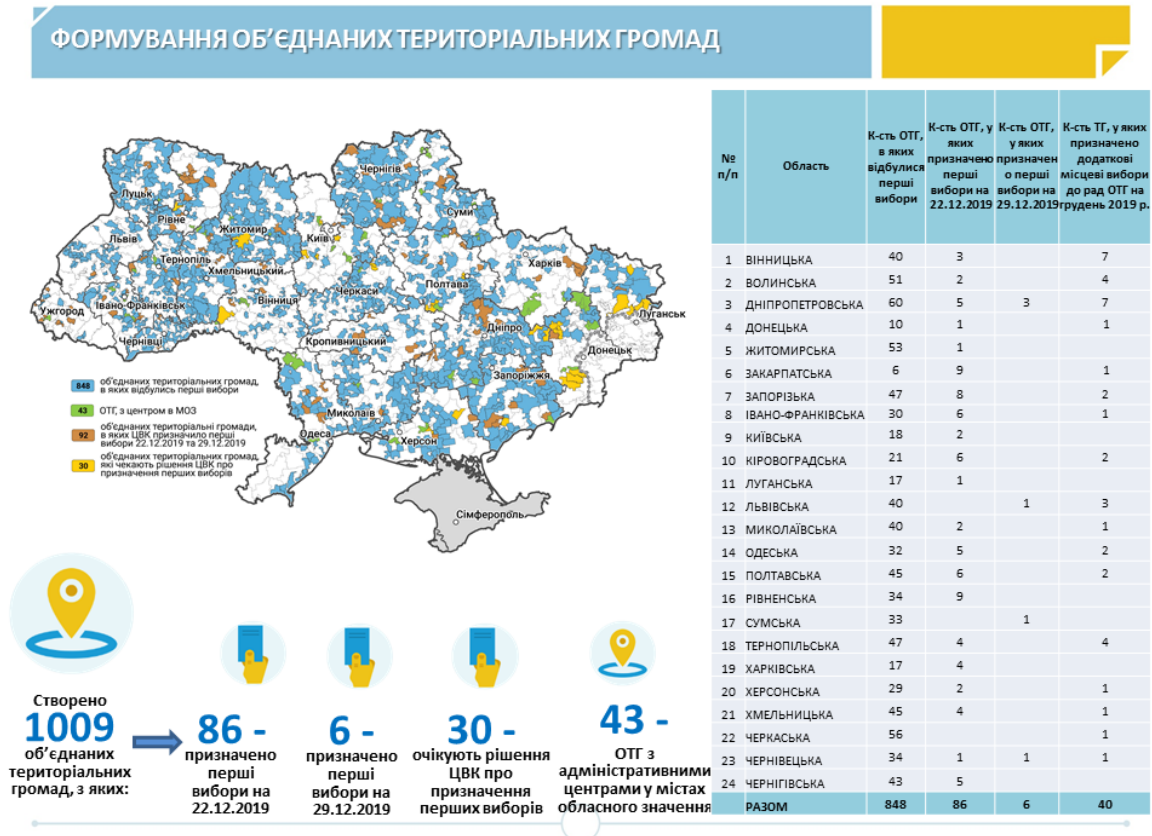 ФОРМУВАННЯ ОБ’ЄДНАНИХ ТЕРИТОРІАЛЬНИХ ГРОМАД
Чернігів
Луцьк
Рівне
Суми
Житомир
Київ
Львів
Тернопіль
Харків
Хмельницький
Полтава
Черкаси
Вінниця
Івано-Франківськ
Ужгород
Луганськ
Дніпро
Чернівці
Кропивницький
Донецьк
Запоріжжя
Миколаїв
Одеса
Херсон
Сімферополь
848 об’єднаних територіальних громад,
в яких відбулись перші вибори
43 ОТГ, з центром в МОЗ
92 об’єднані територіальні громади,
в яких ЦВК призначило перші
вибори 22.12.2019 та 29.12.2019
30 об’єднаних територіальних громад,
які чекають рішення ЦВК про
призначення перших виборів
Створено
1009
об’єднаних
територіальних
громад, з яких:
86 -
призначено
перші
вибори на
22.12.2019
6 -
призначено
перші
вибори на
29.12.2019
30 -
очікують рішення
ЦВК про
призначення
перших виборів
43 -
ОТГ з
адміністративними
центрами у містах
обласного значення
№
п/п
Область
К-сть ОТГ,
в яких
відбулися
перші
вибори
К-сть ОТГ, у
яких
призначено
перші
вибори на
22.12.2019
К-сть ОТГ,
у яких
призначен
о перші
вибори на
29.12.2019
К-сть ТГ, у яких
призначено
додаткові
місцеві вибори
до рад ОТГ на
грудень 2019 р.
1 ВІННИЦЬКА 40 3 7
2 ВОЛИНСЬКА 51 2 4
3 ДНІПРОПЕТРОВСЬКА 60 5 3 7
4 ДОНЕЦЬКА 10 1 1
5 ЖИТОМИРСЬКА 53 1
6 ЗАКАРПАТСЬКА 6 9 1
7 ЗАПОРІЗЬКА 47 8 2
8 ІВАНО-ФРАНКІВСЬКА 30 6 1
9 КИЇВСЬКА 18 2
10 КІРОВОГРАДСЬКА 21 6 2
11 ЛУГАНСЬКА 17 1
12 ЛЬВІВСЬКА 40 1 3
13 МИКОЛАЇВСЬКА 40 2 1
14 ОДЕСЬКА 32 5 2
15 ПОЛТАВСЬКА 45 6 2
16 РІВНЕНСЬКА 34 9
17 СУМСЬКА 33 1
18 ТЕРНОПІЛЬСЬКА 47 4 4
19 ХАРКІВСЬКА 17 4
20 ХЕРСОНСЬКА 29 2 1
21 ХМЕЛЬНИЦЬКА 45 4 1
22 ЧЕРКАСЬКА 56 1
23 ЧЕРНІВЕЦЬКА 34 1 1 1
24 ЧЕРНІГІВСЬКА 43 5
РАЗОМ 848 86 6 40